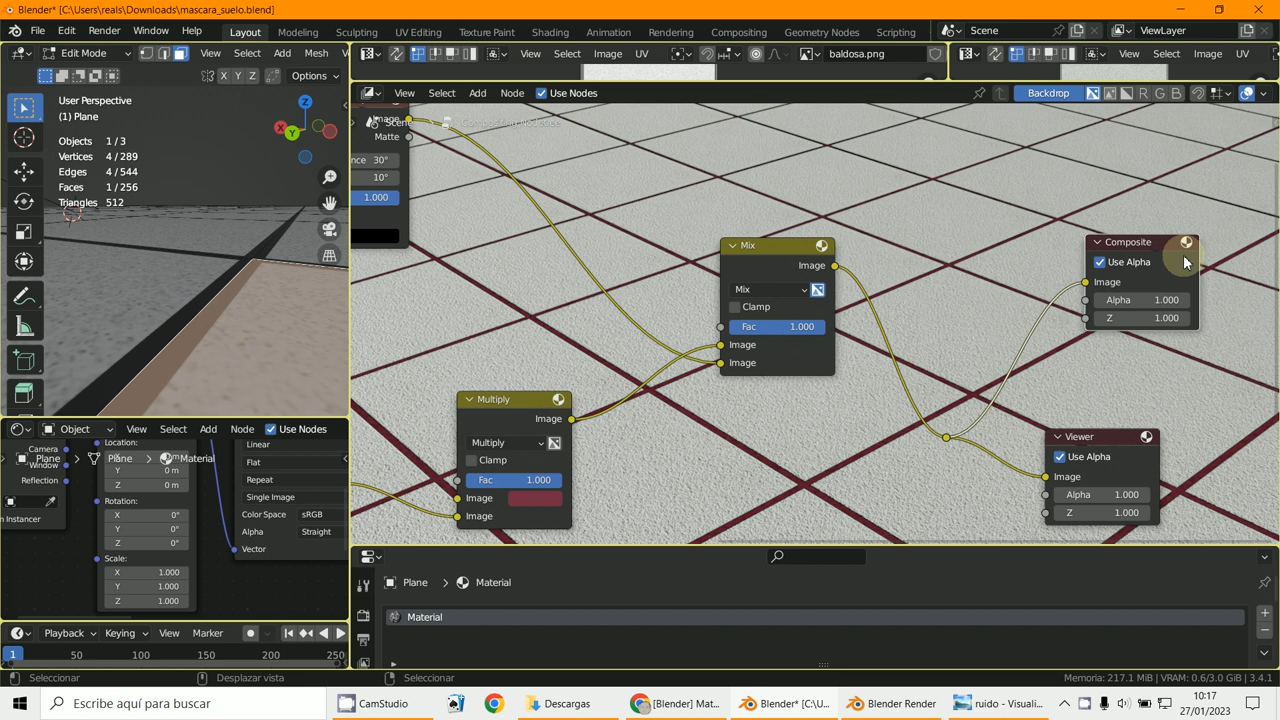 Blender* [C:\Users\reals\Downloads\mascara_suelo.blend]
File Edit Render Window Help Layout Modeling Sculpting UV Editing Texture Paint Shading Animation Rendering Compositing Geometry Nodes Scripting Scene ViewLayer
Edit Mode View Select Add Mesh
X Y Z Options
View Select Image UV baldosa.png View Select Image UV
View Select Add Node Use Nodes Backdrop R G B
User Perspective
(1) Plane
Objects 1 / 3
Vertices 4 / 289
Edges 4 / 544
Faces 1 / 256
Triangles 512
Z
X
Y
Image
Matte
30°
10°
1.000
Mix
Image
Mix
Clamp
Fac 1.000
Image
Image
Composite
Use Alpha
Image
Alpha 1.000
Z 1.000
Multiply
Image
Multiply
Clamp
Fac 1.000
Image
Image
Viewer
Use Alpha
Image
Alpha 1.000
Z 1.000
Object View Select Add Node Use Nodes
Camera
Window
Reflection
n Instancer
Plane Plane Material
Location:
Y 0 m
Z 0 m
Rotation:
X 0°
Y 0°
Z 0°
Scale:
X 1.000
Y 1.000
Z 1.000
Linear
Flat
Repeat
Single Image
Color Space sRGB
Alpha Straight
Vector
Plane Material
Material
Playback Keying View Marker
1 50 100 150 200 250
Seleccionar Desplazar vista Seleccionar Memoria: 217.1 MiB | VRAM: 0.6/3.0 GiB | 3.4.1
Escribe aquí para buscar CamStudio Descargas [Blender] Mat... Blender* [C:\U... Blender Render ruido - Visuali... 10:17
27/01/2023